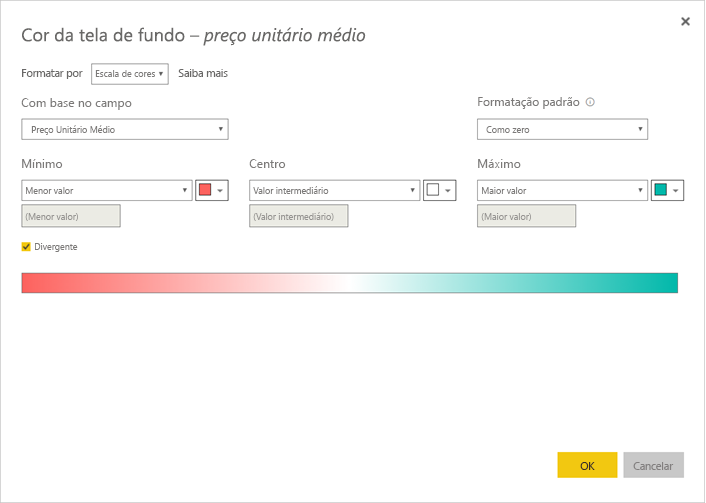 Cor da tela de fundo – preço unitário médio
Formatar por Escala de cores Saiba mais
Com base no campo Formatação padrão
Preço Unitário Médio Como zero
Mínimo Centro Máximo
Menor valor Valor intermediário Maior valor
(Menor valor) (Valor intermediário) (Maior valor)
Divergente
OK Cancelar